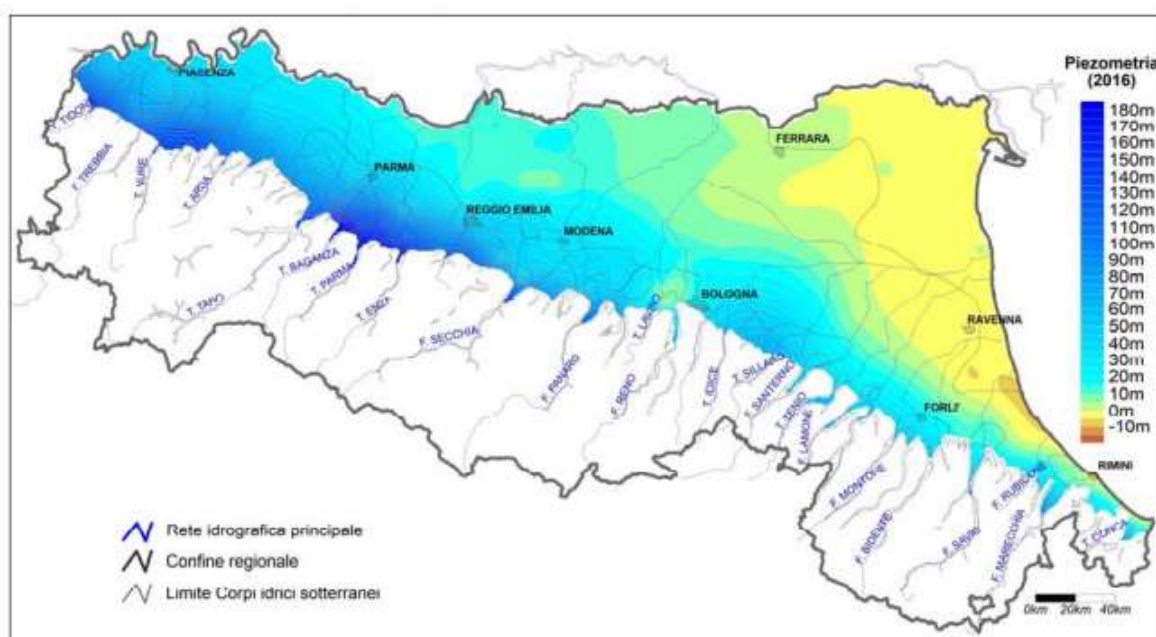 PIACENZA
Piezometria
(2016)
180m
170m
160m
150m
140m
130m
120m
110m
100m
90m
80m
70m
60m
50m
40m
30m
20m
10m
0m
-10m
T. TIDONE
F. TREBBIA
T. NURE
T. ARDA
PARMA
FERRARA
REGGIO EMILIA
MODENA
T. BAGANZA
T. PARMA
T. TARO
T. ENZA
F. SECCHIA
F. PANARO
F. RENO
T. LAVINO
BOLOGNA
T. IDICE
T. SILLARO
F. SANTERNO
T. SENIO
F. LAMONE
RAVENNA
FORLI'
RIMINI
F. MONTONE
F. BIDENTE
F. SAVIO
F. RUBICONE
F. MARECCHIA
T. CONCA
Rete idrografica principale
Confine regionale
Limite Corpi idrici sotterranei
0km 20km 40km